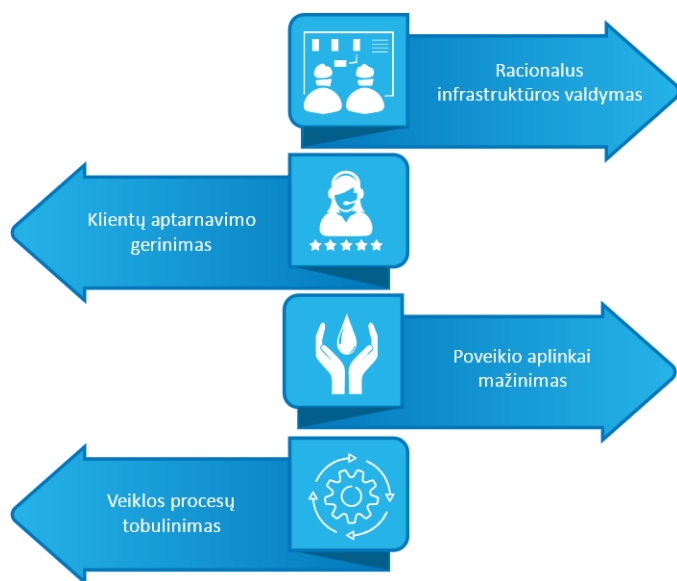 Racionalus
infrastruktūros valdymas
Klientų aptarnavimo
gerinimas
Poveikio aplinkai
mažinimas
Veiklos procesų
tobulinimas